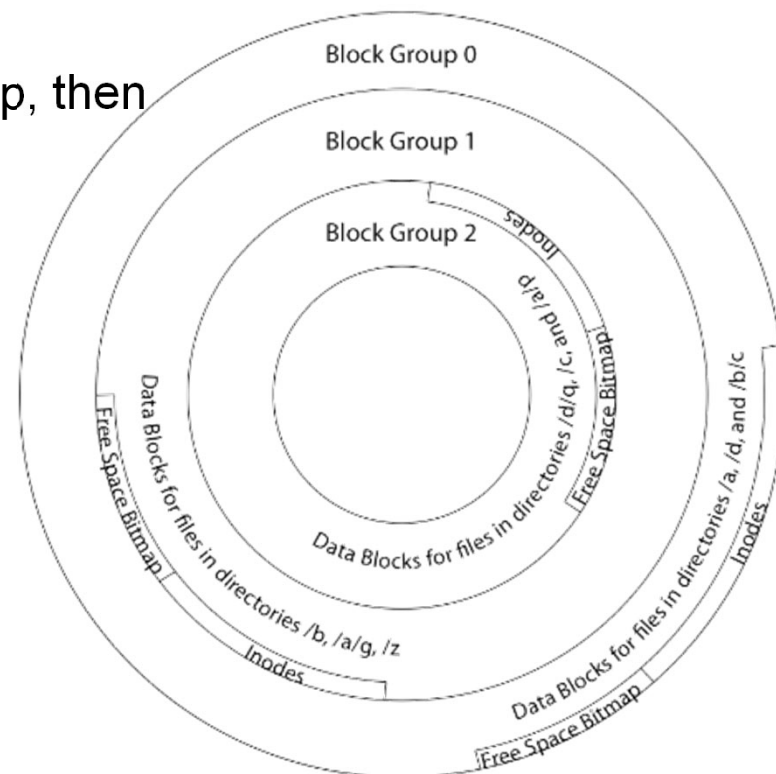 p, then
Block Group 0
Block Group 1
Block Group 2
Inodes
Free Space Bitmap
Data Blocks for files in directories /d/q, /c, and /a/p
Free Space Bitmap
Inodes
Data Blocks for files in directories /b, /a/g, /z
Inodes
Free Space Bitmap
Data Blocks for files in directories /a, /d, and /b/c